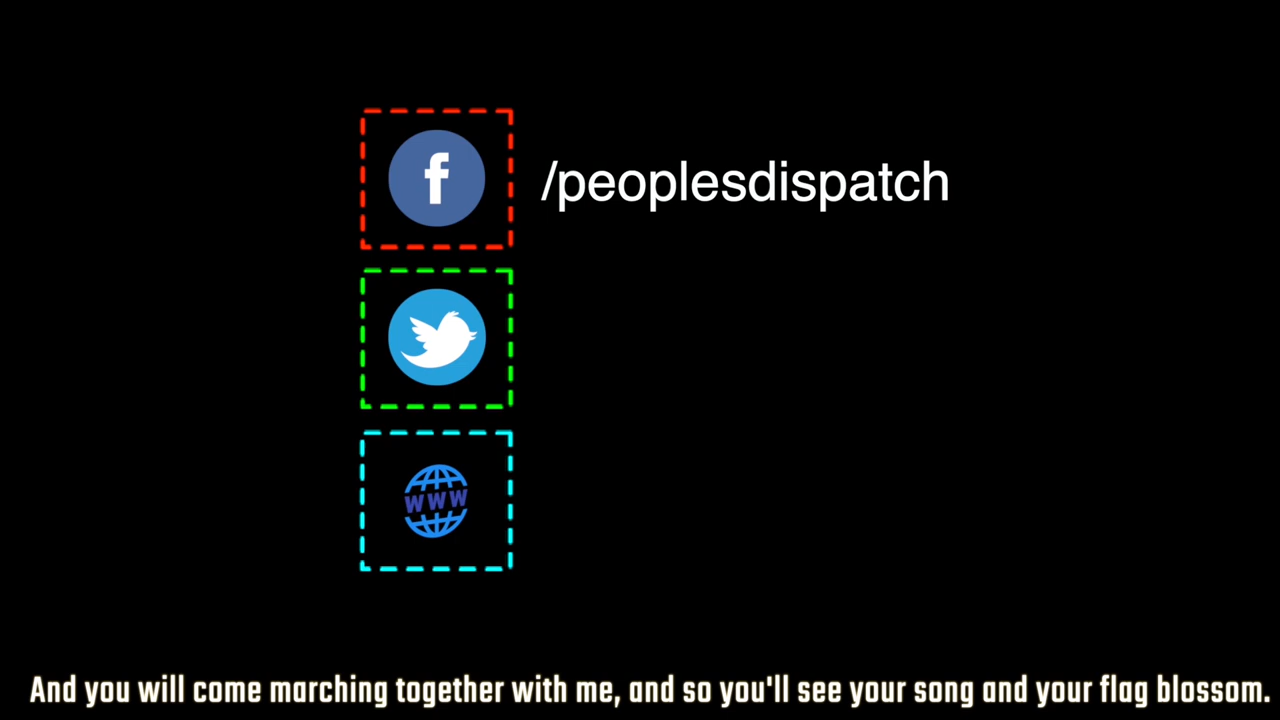 f
/peoplesdispatch
WWW
And you will come marching together with me, and so you'll see your song and your flag blossom.